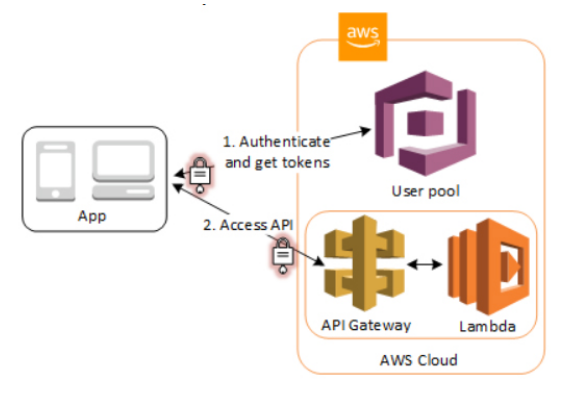 aws
1. Authenticate
and get tokens
User pool
App
2. Access API
API Gateway
Lambda
AWS Cloud